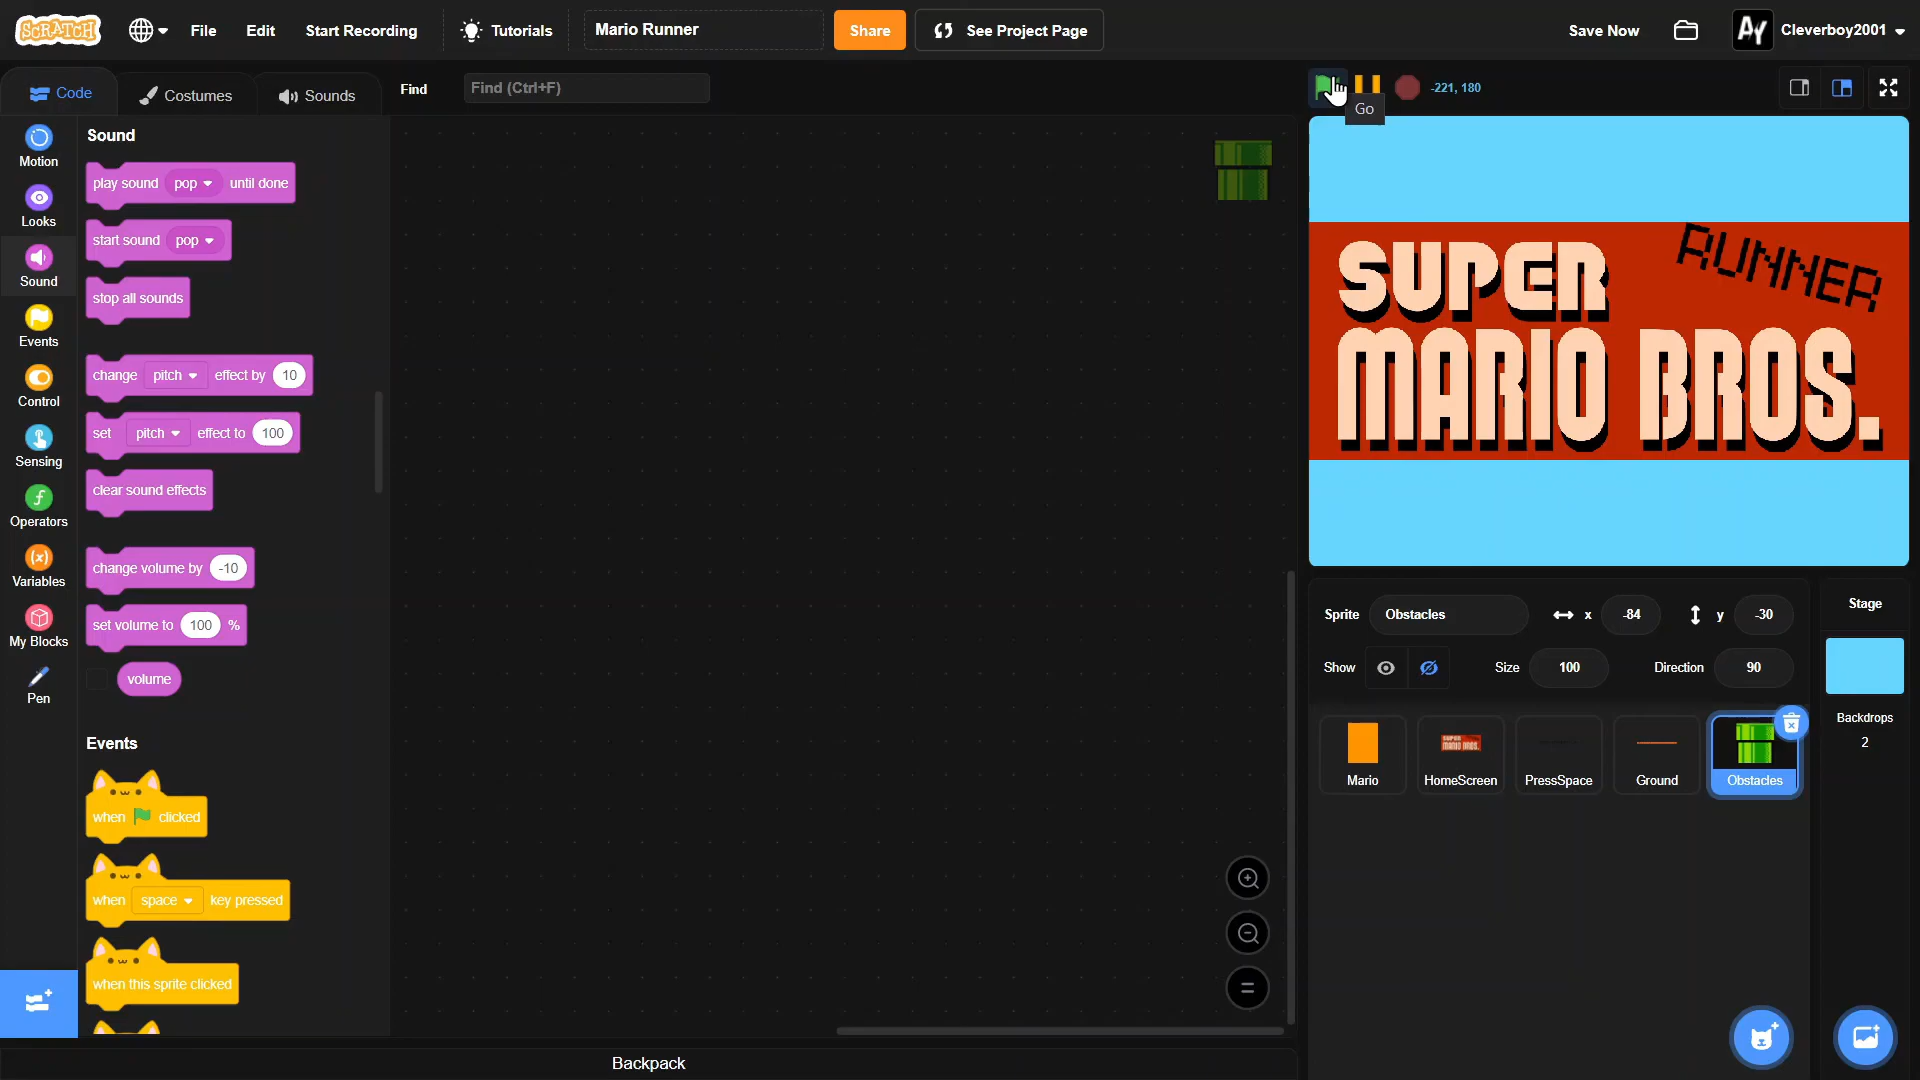 SCRATCH
File
Edit
Start Recording
Tutorials
Mario Runner
Share
See Project Page
Save Now
Ay
Cleverboy2001
Code
Costumes
Sounds
Find
Find (Ctrl+F)
-221, 180
Go
Motion
Looks
Sound
Events
Control
Sensing
Operators
Variables
My Blocks
Pen
Sound
play sound pop until done
start sound pop
stop all sounds
change pitch effect by 10
set pitch effect to 100
clear sound effects
change volume by -10
set volume to 100 %
volume
Events
when clicked
when space key pressed
when this sprite clicked
RUNNER
SUPER
MARIO BROS.
Sprite Obstacles x -84 y -30
Show Size 100 Direction 90
Mario
HomeScreen
PressSpace
Ground
Obstacles
Stage
Backdrops
2
Backpack